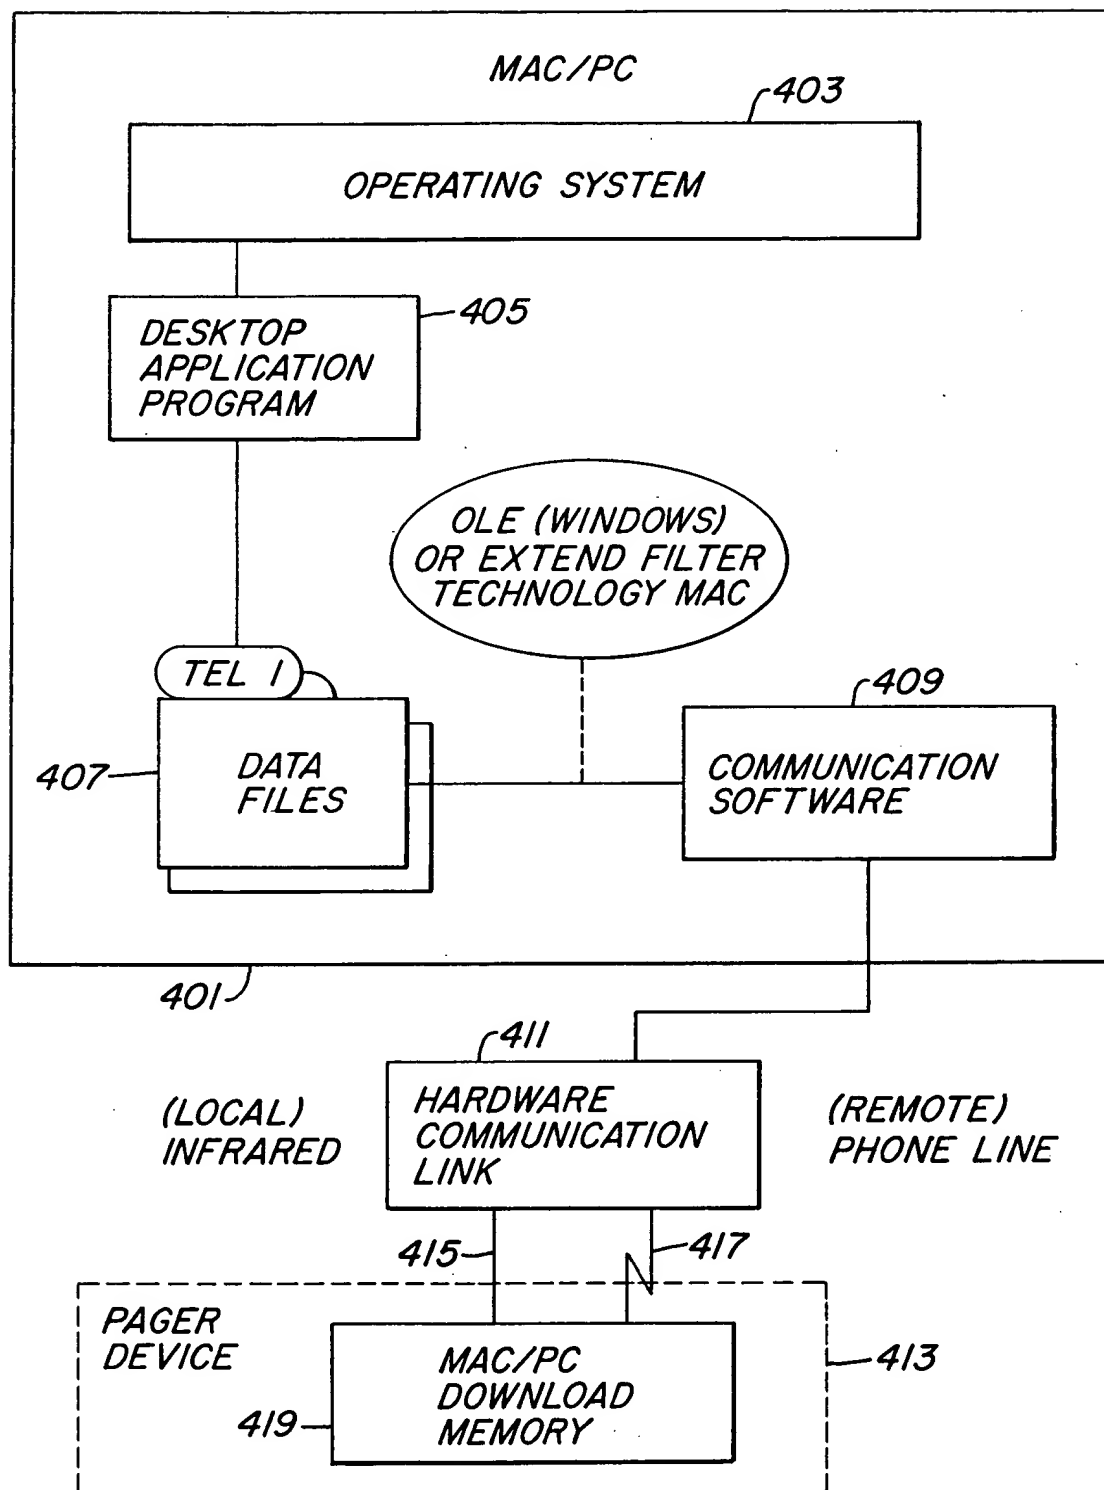 MAC/PC
403
OPERATING SYSTEM
405
DESKTOP
APPLICATION
PROGRAM
OLE (WINDOWS)
OR EXTEND FILTER
TECHNOLOGY MAC
TEL 1
409
407
DATA
FILES
COMMUNICATION
SOFTWARE
401
411
(LOCAL)
INFRARED
HARDWARE
COMMUNICATION
LINK
(REMOTE)
PHONE LINE
415
417
PAGER
DEVICE
413
MAC/PC
DOWNLOAD
MEMORY
419